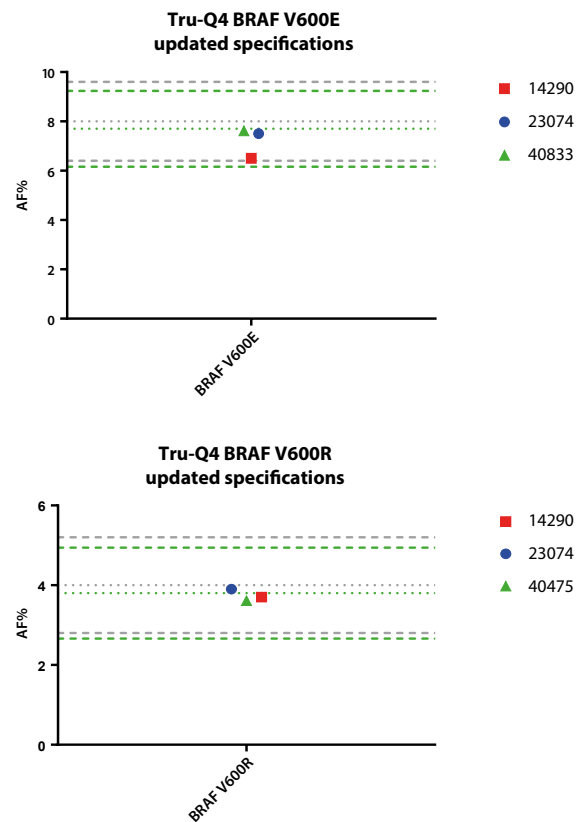 Tru-Q4 BRAF V600E
updated specifications
10
8
6
4
2
0
AF%
BRAF V600E
14290
23074
40833
Tru-Q4 BRAF V600R
updated specifications
6
4
2
0
AF%
BRAF V600R
14290
23074
40475